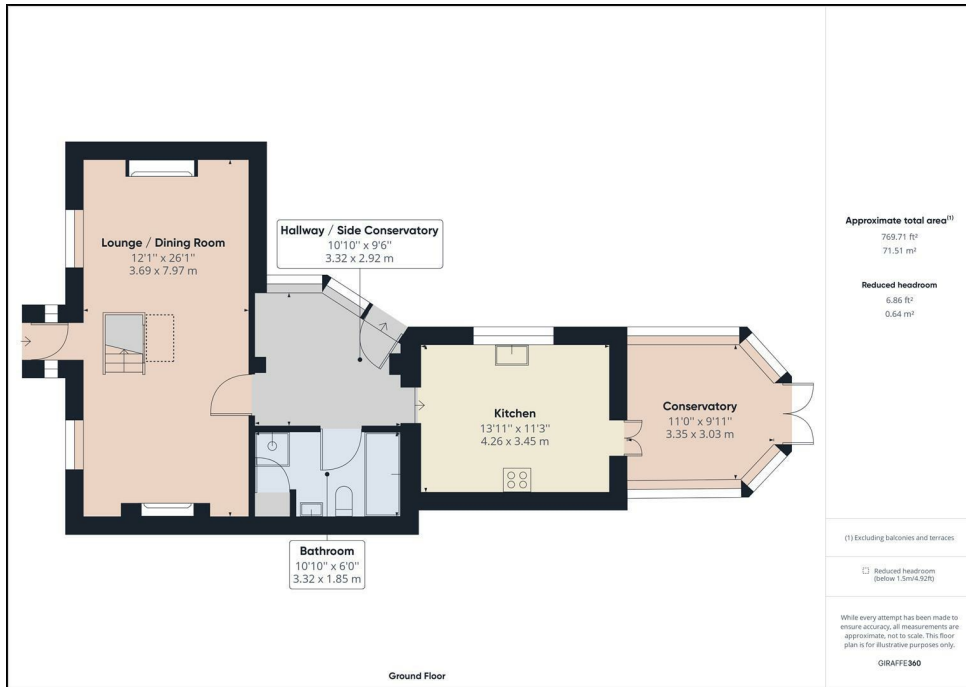 Lounge / Dining Room
12'1'' x 26'1''
3.69 x 7.97 m
Hallway / Side Conservatory
10'10'' x 9'6''
3.32 x 2.92 m
Kitchen
13'11'' x 11'3''
4.26 x 3.45 m
Conservatory
11'0'' x 9'11''
3.35 x 3.03 m
Bathroom
10'10'' x 6'0''
3.32 x 1.85 m
Ground Floor
Approximate total area(1)
769.71 ft²
71.51 m²
Reduced headroom
6.86 ft²
0.64 m²
(1) Excluding balconies and terraces
Reduced headroom
(below 1.5m/4.92ft)
While every attempt has been made to
ensure accuracy, all measurements are
approximate, not to scale. This floor
plan is for illustrative purposes only.
GIRAFFE360